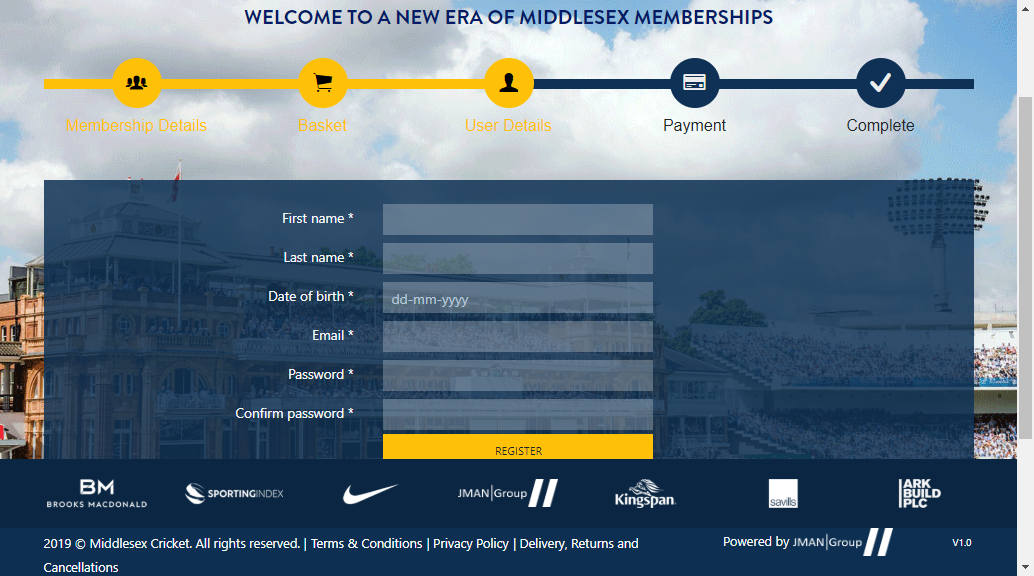 WELCOME TO A NEW ERA OF MIDDLESEX MEMBERSHIPS
Membership Details
Basket
User Details
Payment
Complete
First name *
Last name *
Date of birth *
dd-mm-yyyy
Email *
Password *
Confirm password *
REGISTER
BM
BROOKS MACDONALD
SPORTINGINDEX
JMAN|Group
Kingspan.
savills
ARK
BUILD
PLC
2019 © Middlesex Cricket. All rights reserved. | Terms & Conditions | Privacy Policy | Delivery, Returns and
Cancellations
Powered by JMAN|Group
V1.0